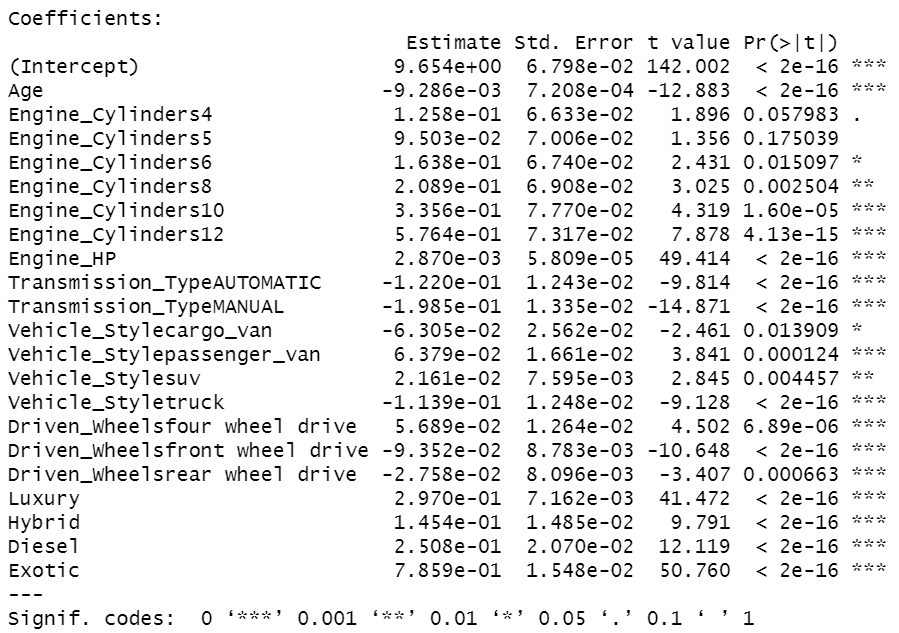 Coefficients:
Estimate Std. Error t value Pr(>|t|)
(Intercept) 9.654e+00 6.798e-02 142.002 < 2e-16 ***
Age -9.286e-03 7.208e-04 -12.883 < 2e-16 ***
Engine_Cylinders4 1.258e-01 6.633e-02 1.896 0.057983 .
Engine_Cylinders5 9.503e-02 7.006e-02 1.356 0.175039
Engine_Cylinders6 1.638e-01 6.740e-02 2.431 0.015097 *
Engine_Cylinders8 2.089e-01 6.908e-02 3.025 0.002504 **
Engine_Cylinders10 3.356e-01 7.770e-02 4.319 1.60e-05 ***
Engine_Cylinders12 5.764e-01 7.317e-02 7.878 4.13e-15 ***
Engine_HP 2.870e-03 5.809e-05 49.414 < 2e-16 ***
Transmission_TypeAUTOMATIC -1.220e-01 1.243e-02 -9.814 < 2e-16 ***
Transmission_TypeMANUAL -1.985e-01 1.335e-02 -14.871 < 2e-16 ***
Vehicle_Stylecargo_van -6.305e-02 2.562e-02 -2.461 0.013909 *
Vehicle_Stylepassenger_van 6.379e-02 1.661e-02 3.841 0.000124 ***
Vehicle_Stylesuv 2.161e-02 7.595e-03 2.845 0.004457 **
Vehicle_Styletruck -1.139e-01 1.248e-02 -9.128 < 2e-16 ***
Driven_Wheelsfour wheel drive 5.689e-02 1.264e-02 4.502 6.89e-06 ***
Driven_Wheelsfront wheel drive -9.352e-02 8.783e-03 -10.648 < 2e-16 ***
Driven_Wheelsrear wheel drive -2.758e-02 8.096e-03 -3.407 0.000663 ***
Luxury 2.970e-01 7.162e-03 41.472 < 2e-16 ***
Hybrid 1.454e-01 1.485e-02 9.791 < 2e-16 ***
Diesel 2.508e-01 2.070e-02 12.119 < 2e-16 ***
Exotic 7.859e-01 1.548e-02 50.760 < 2e-16 ***
---
Signif. codes: 0 ‘***’ 0.001 ‘**’ 0.01 ‘*’ 0.05 ‘.’ 0.1 ‘ ’ 1